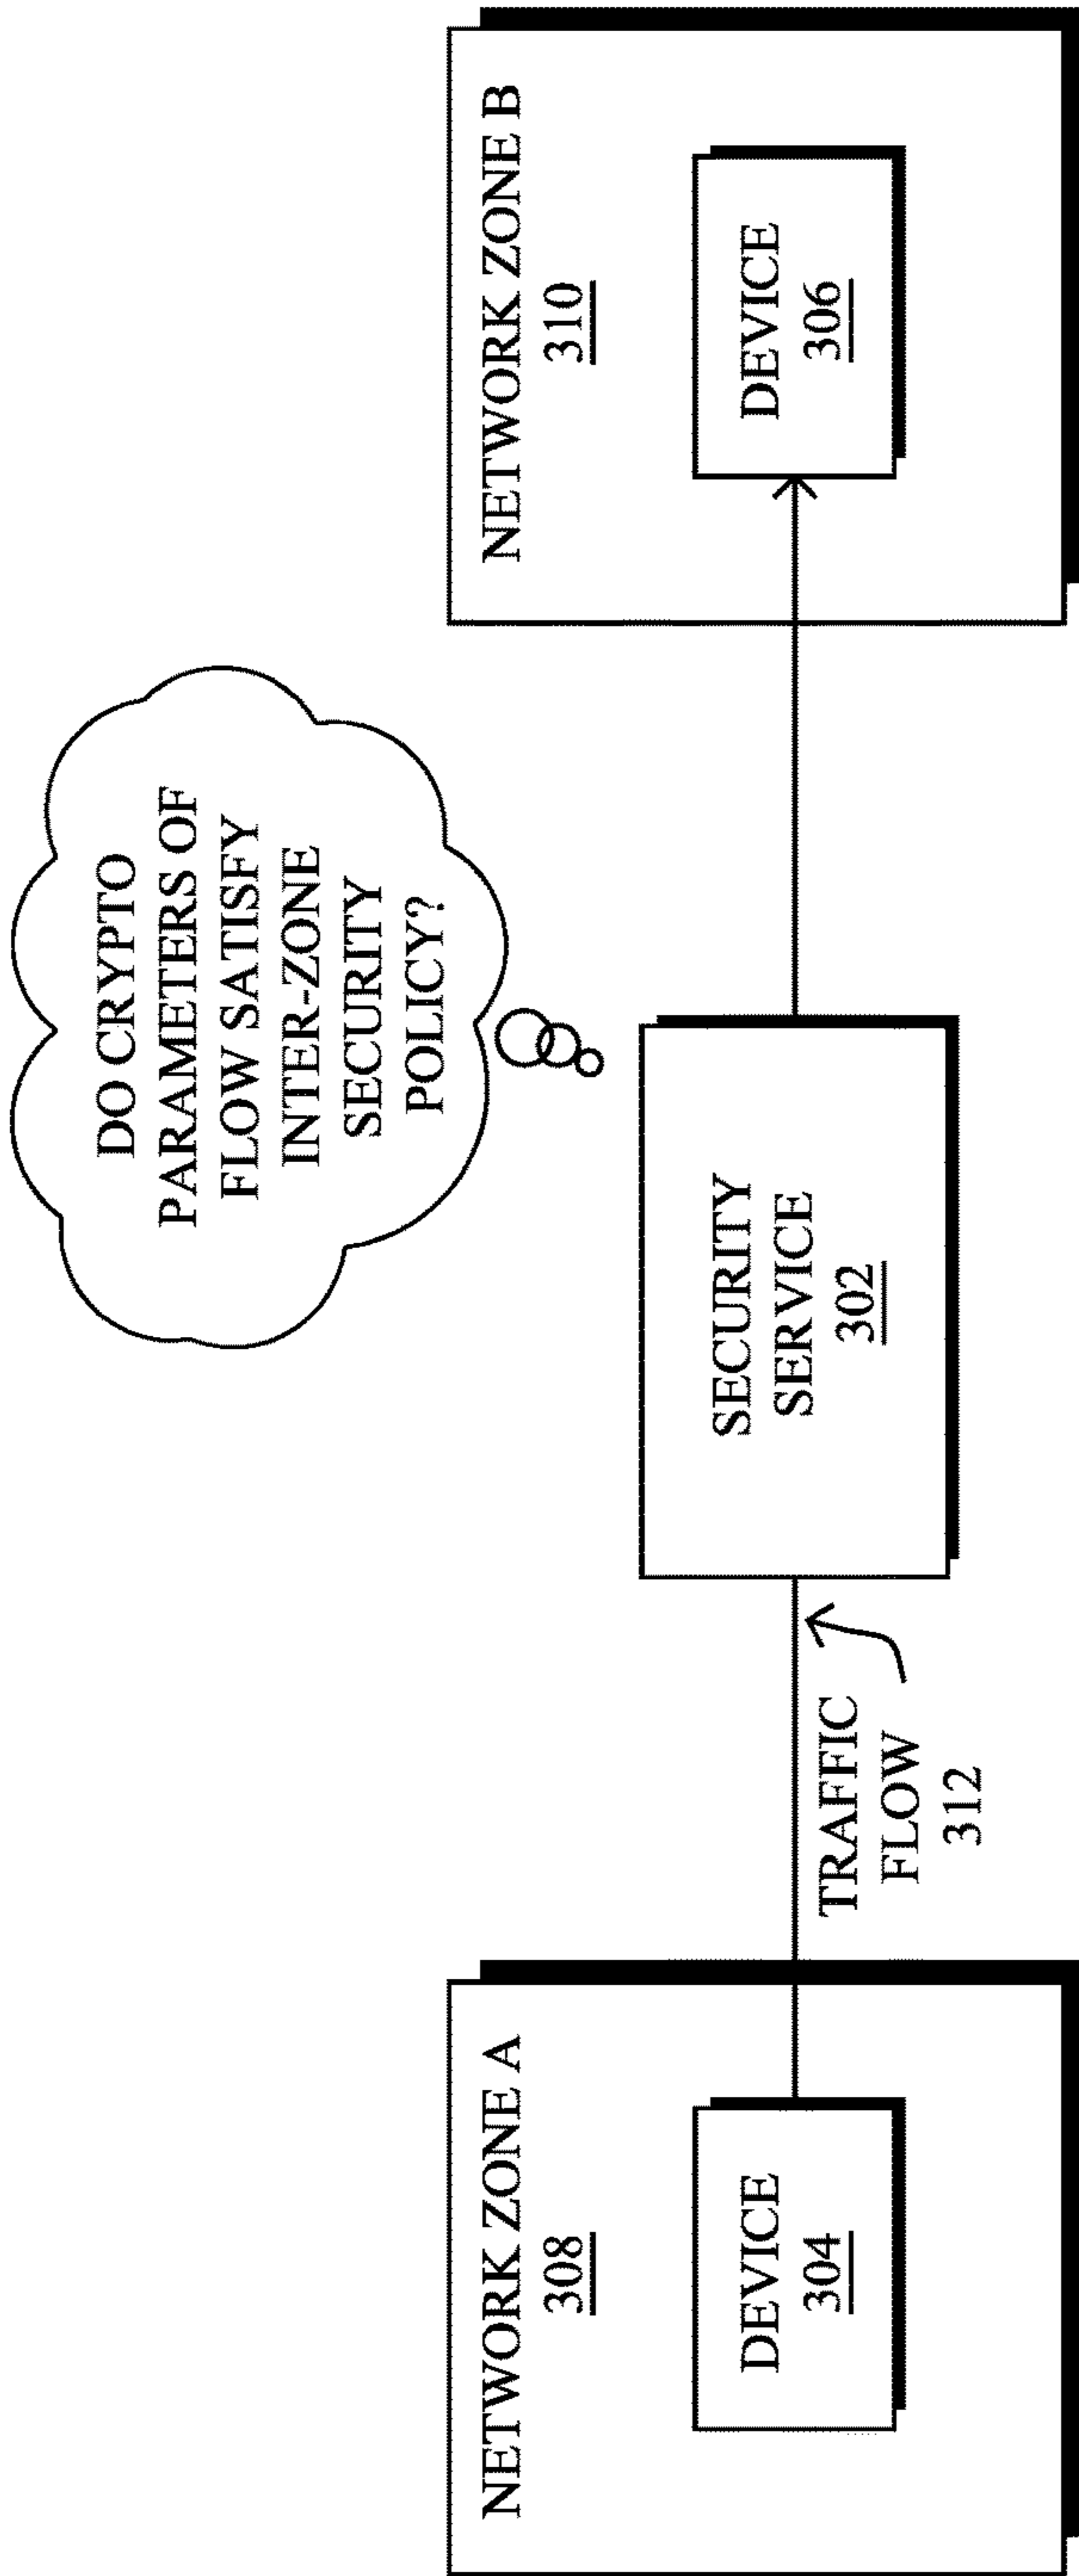 DO CRYPTO
PARAMETERS OF
FLOW SATISFY
INTER-ZONE
SECURITY
POLICY?
NETWORK ZONE A
308
DEVICE
304
TRAFFIC
FLOW
312
SECURITY
SERVICE
302
NETWORK ZONE B
310
DEVICE
306